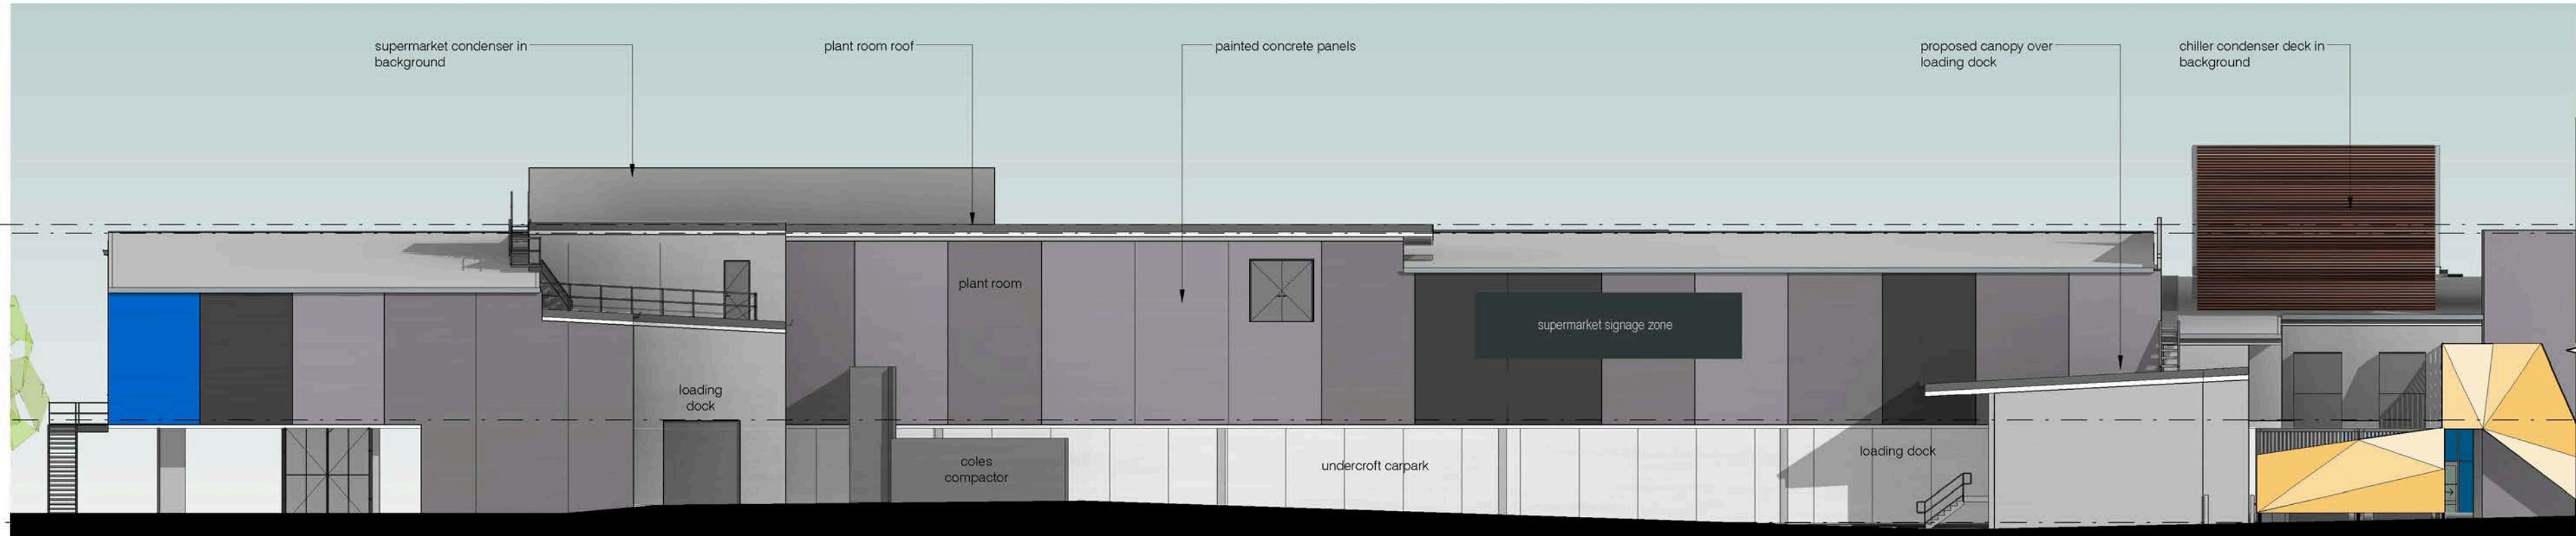 supermarket condenser in
background
plant room roof
painted concrete panels
proposed canopy over
loading dock
chiller condenser deck in
background
plant room
supermarket signage zone
loading
dock
coles
compactor
undercroft carpark
loading dock